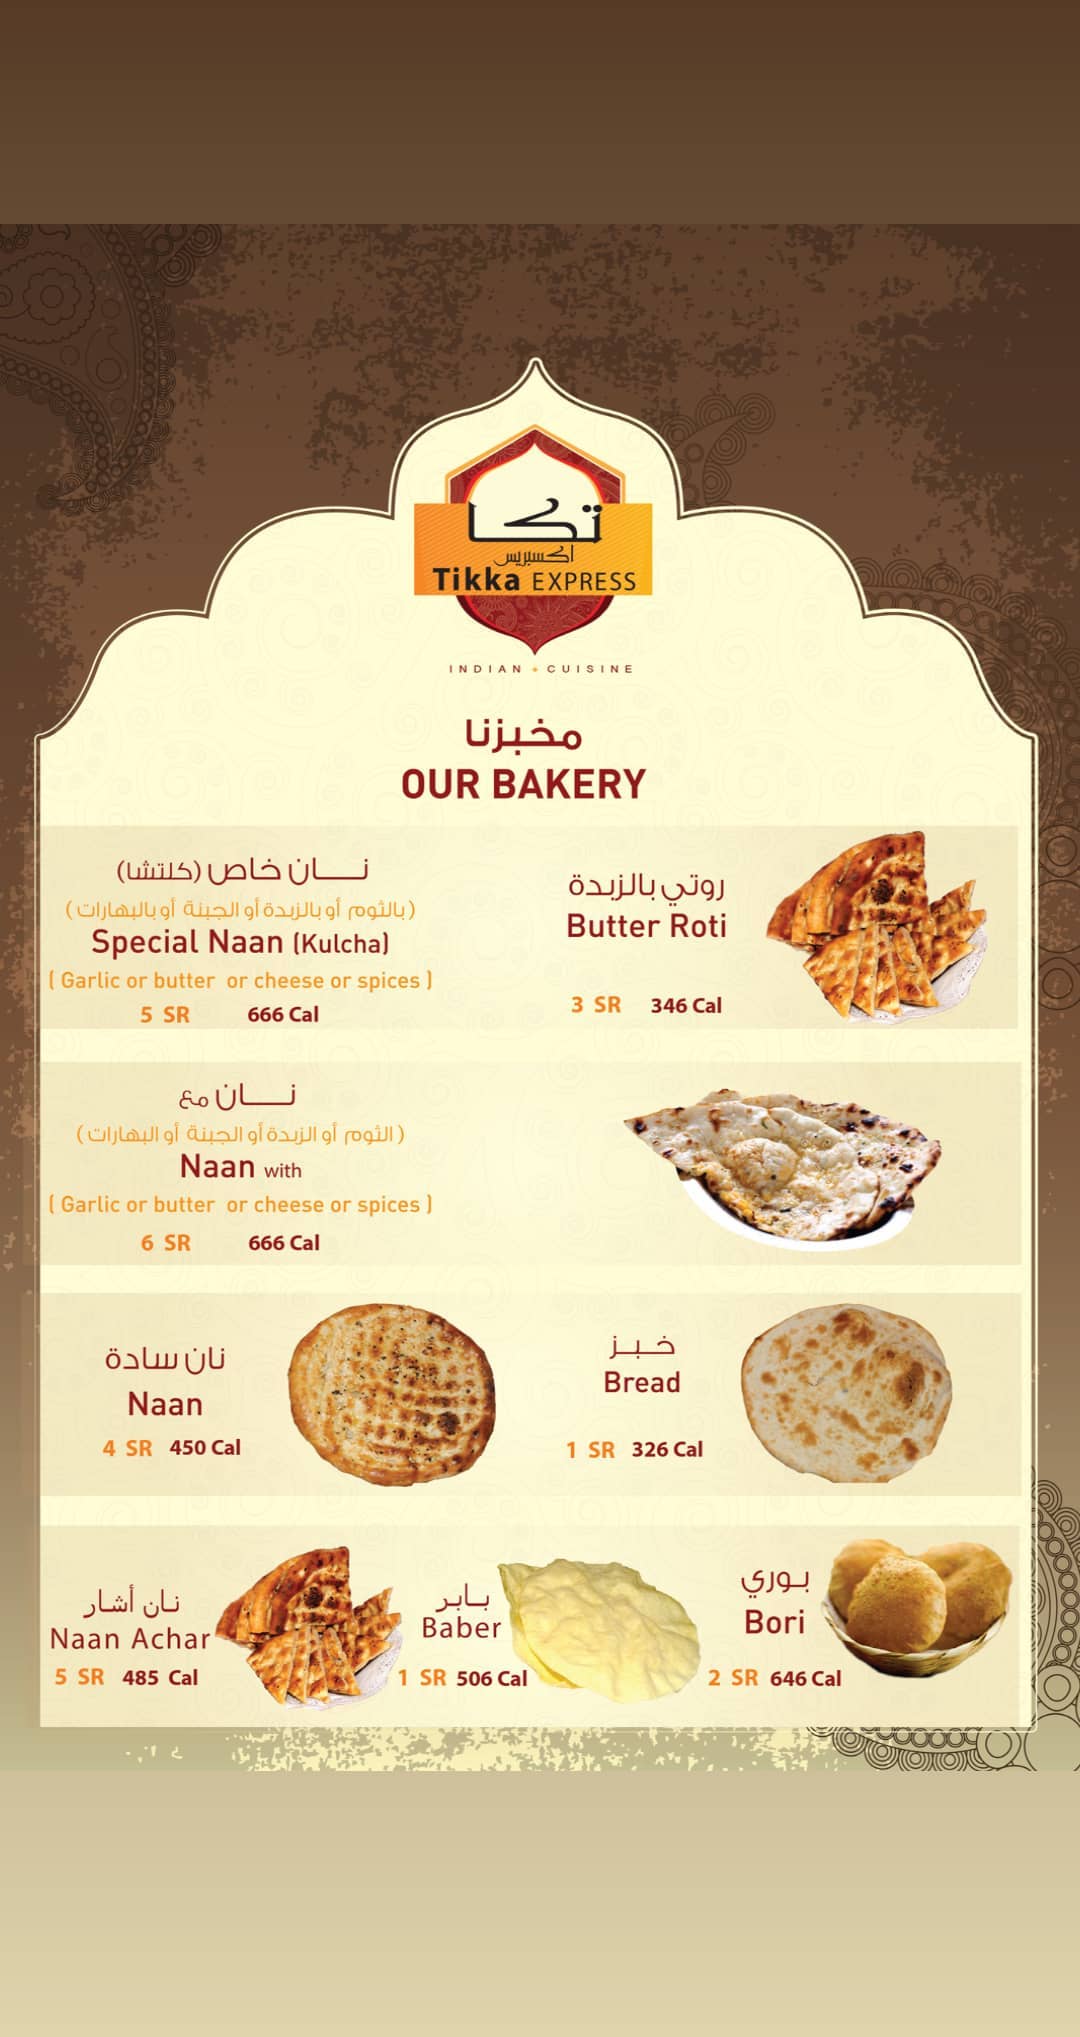 تكا
اكسبريس
Tikka EXPRESS
INDIAN CUISINE
مخبزنا
OUR BAKERY
نـــان خاص (كلتشا)
(بالثوم أو بالزبدة أو الجبنة أو بالبهارات)
Special Naan (Kulcha)
( Garlic or butter or cheese or spices )
5 SR 666 Cal
روتي بالزبدة
Butter Roti
3 SR 346 Cal
نـــان مع
(الثوم أو الزبدة أو الجبنة أو البهارات)
Naan with
( Garlic or butter or cheese or spices )
6 SR 666 Cal
نان سادة
Naan
4 SR 450 Cal
خـبـز
Bread
1 SR 326 Cal
نان أشار
Naan Achar
5 SR 485 Cal
بـابر
Baber
1 SR 506 Cal
بـوري
Bori
2 SR 646 Cal